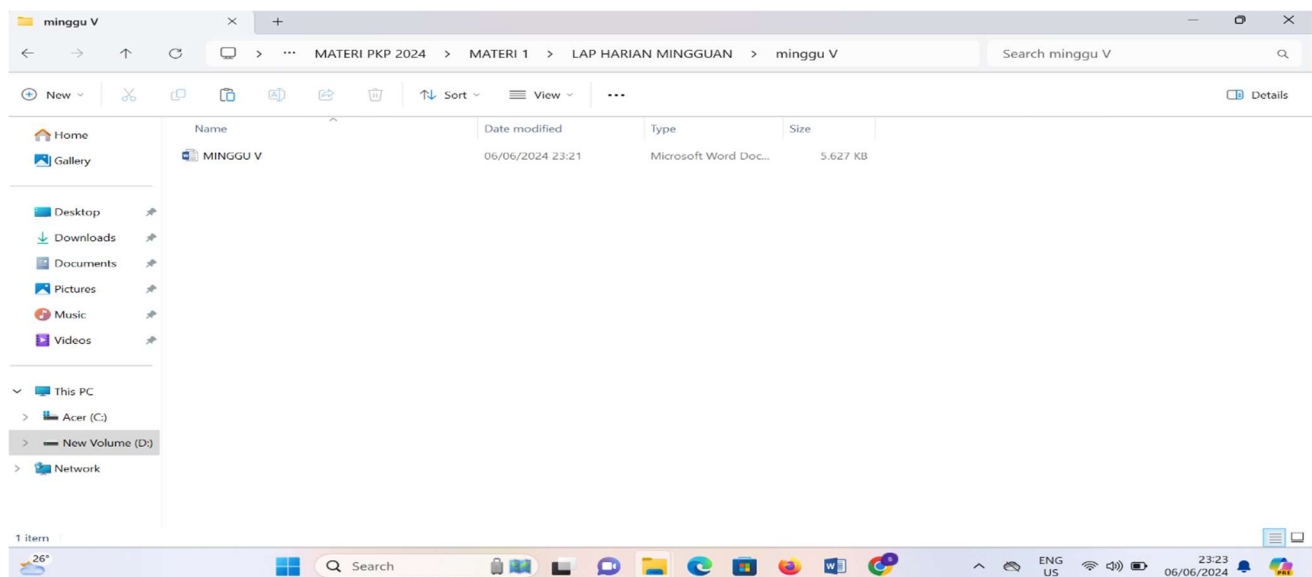 minggu V
MATERI PKP 2024 > MATERI 1 > LAP HARIAN MINGGUAN > minggu V
Search minggu V
New
Sort
View
Details
Home
Gallery
Desktop
Downloads
Documents
Pictures
Music
Videos
This PC
Acer (C:)
New Volume (D:)
Network
Name Date modified Type Size
MINGGU V 06/06/2024 23:21 Microsoft Word Doc... 5.627 KB
1 item
26°
Search
ENG
US
23:23
06/06/2024
PRE